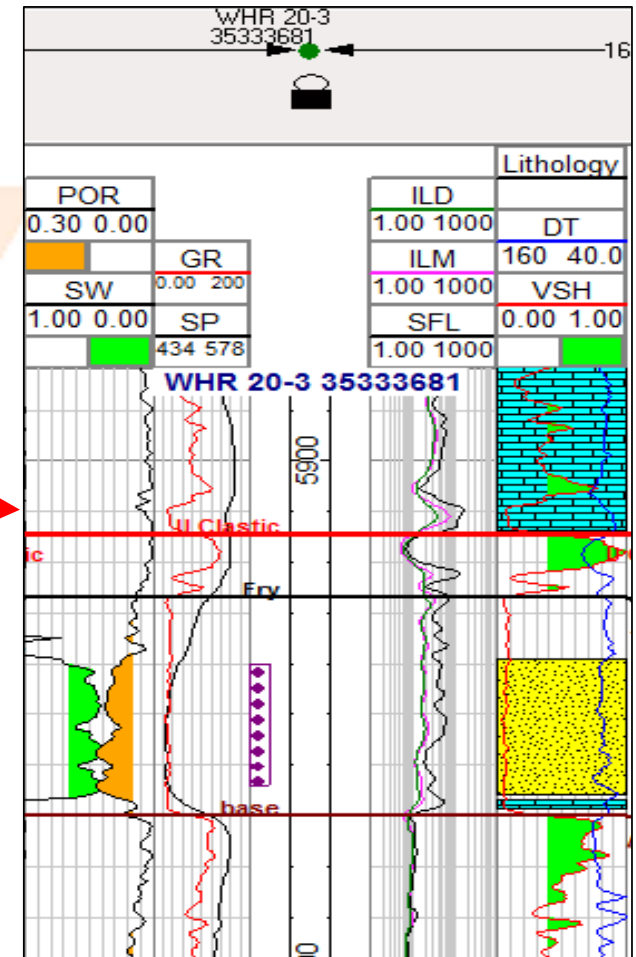 WHR 20-3
35333681
16
Lithology
POR
0.30 0.00
ILD
1.00 1000
DT
160 40.0
GR
0.00 200
ILM
1.00 1000
SW
1.00 0.00
VSH
0.00 1.00
SP
434 578
SFL
1.00 1000
WHR 20-3 35333681
5900
Clastic
ic
Fry
base